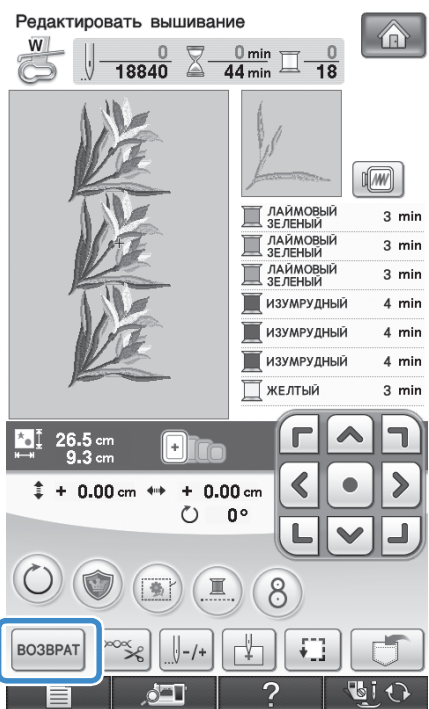 Редактировать вышивание
W
0 0 min 0
18840 44 min 18
ЛАЙМОВЫЙ
ЗЕЛЕНЫЙ 3 min
ЛАЙМОВЫЙ
ЗЕЛЕНЫЙ 3 min
ЛАЙМОВЫЙ
ЗЕЛЕНЫЙ 3 min
ИЗУМРУДНЫЙ 4 min
ИЗУМРУДНЫЙ 4 min
ИЗУМРУДНЫЙ 4 min
ЖЕЛТЫЙ 3 min
26.5 cm
9.3 cm
+ 0.00 cm + 0.00 cm
0°
8
ВОЗВРАТ -/+
?